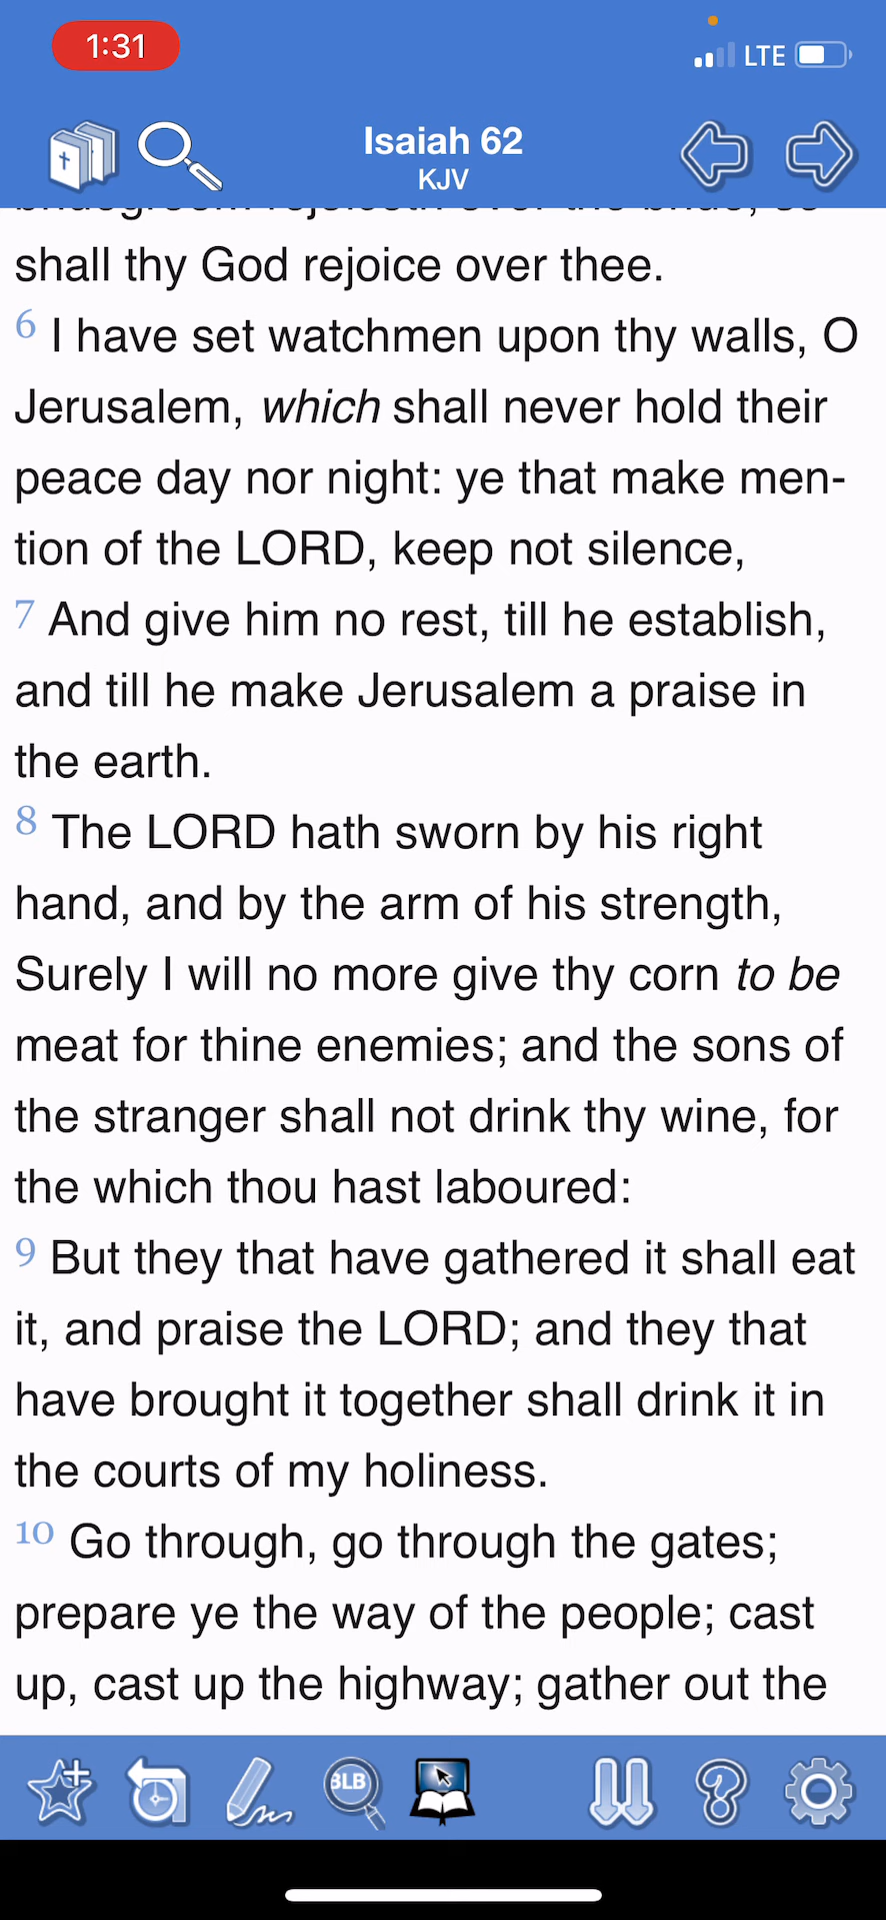 1:31
LTE
Isaiah 62
KJV
shall thy God rejoice over thee.
6 I have set watchmen upon thy walls, O
Jerusalem, which shall never hold their
peace day nor night: ye that make men-
tion of the LORD, keep not silence,
7 And give him no rest, till he establish,
and till he make Jerusalem a praise in
the earth.
8 The LORD hath sworn by his right
hand, and by the arm of his strength,
Surely I will no more give thy corn to be
meat for thine enemies; and the sons of
the stranger shall not drink thy wine, for
the which thou hast laboured:
9 But they that have gathered it shall eat
it, and praise the LORD; and they that
have brought it together shall drink it in
the courts of my holiness.
10 Go through, go through the gates;
prepare ye the way of the people; cast
up, cast up the highway; gather out the
BLB